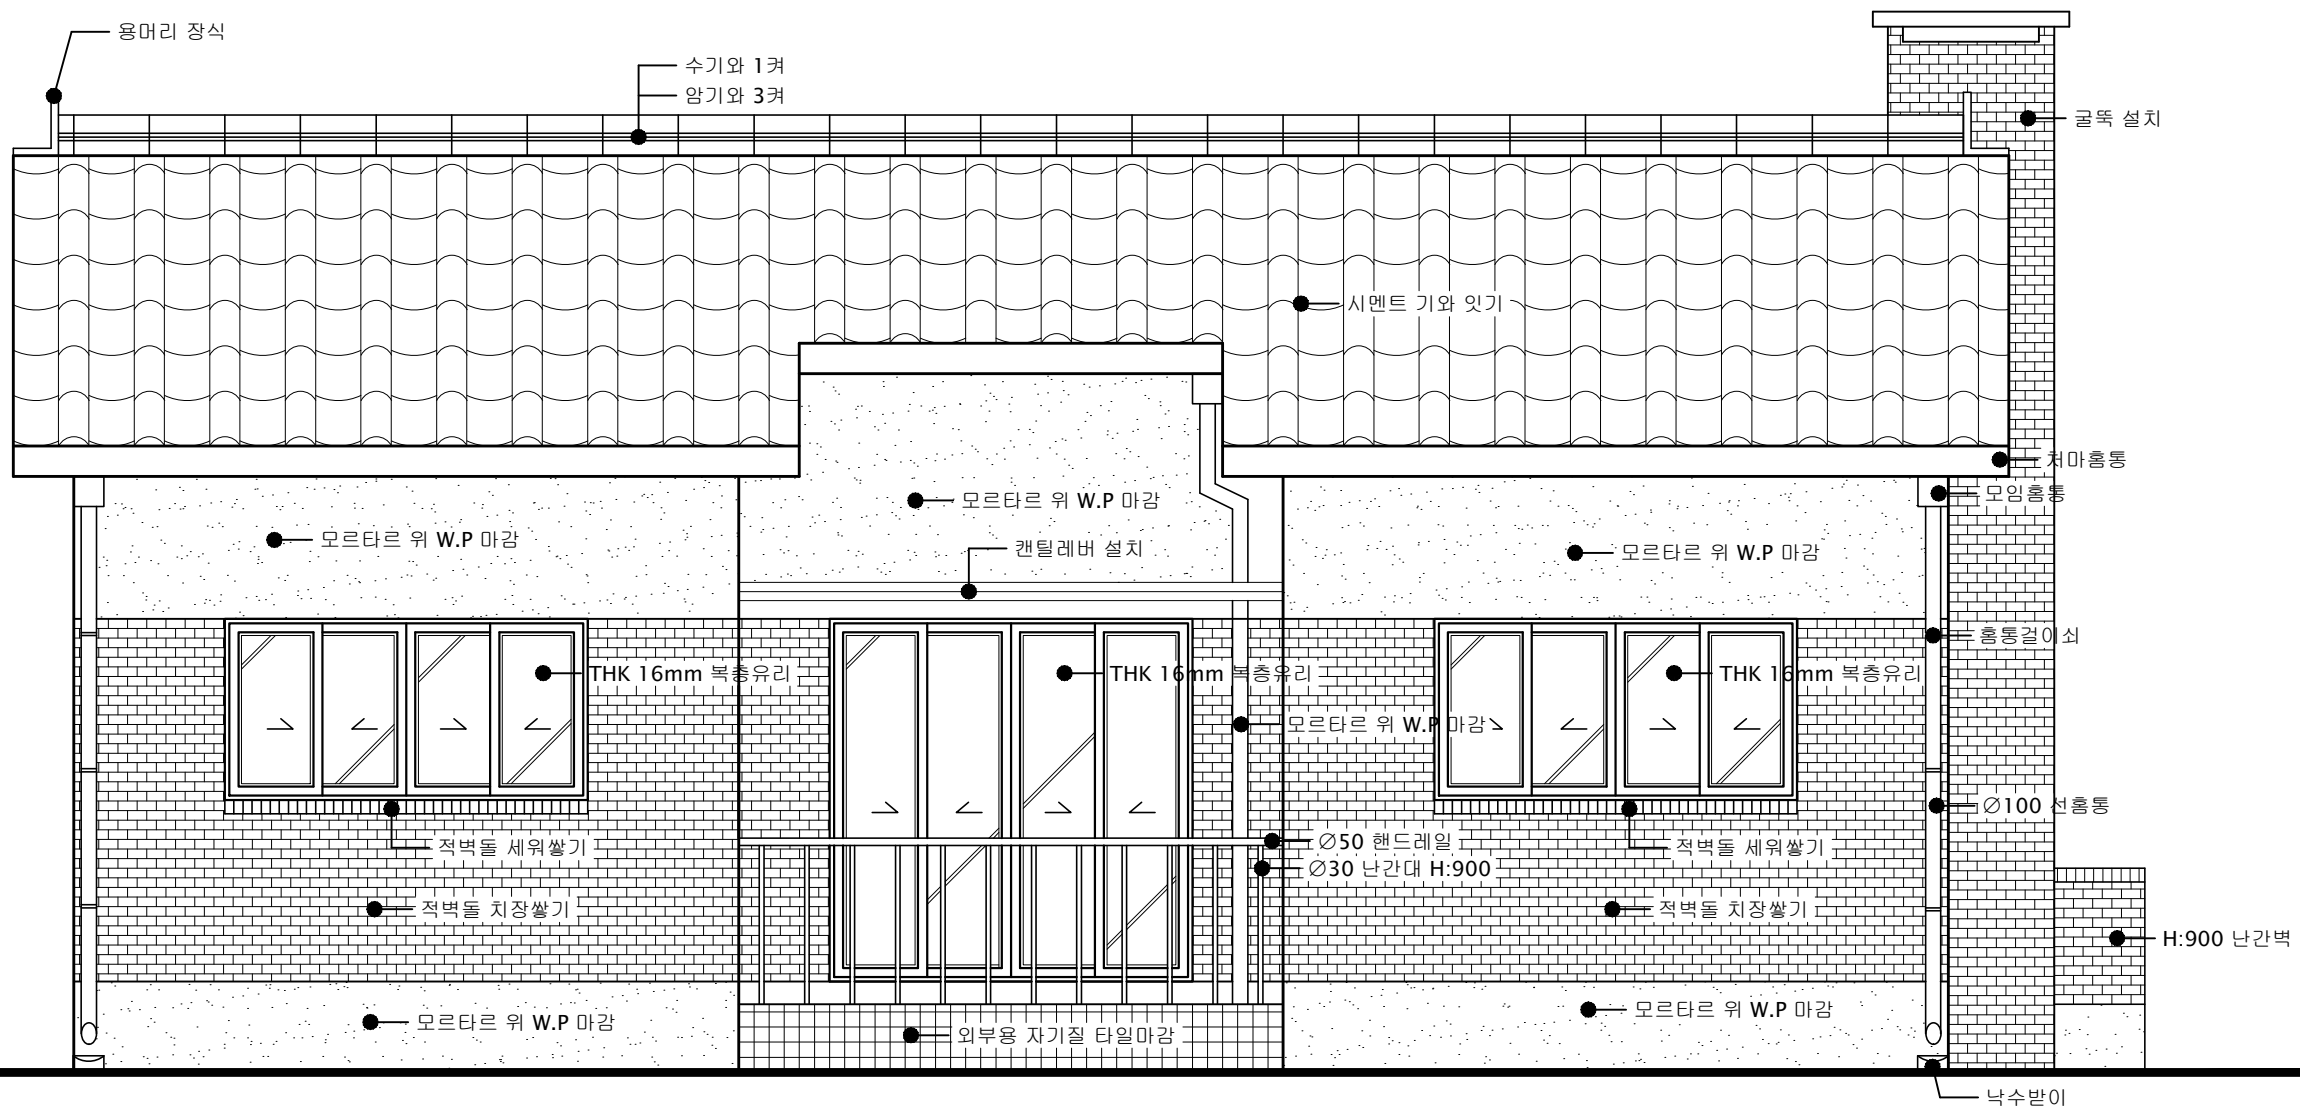 용머리 장식
수기와 1켜
암기와 3켜
굴뚝 설치
시멘트 기와 잇기
처마홈통
모임홈통
모르타르 위 W.P 마감
모르타르 위 W.P 마감
캔틸레버 설치
모르타르 위 W.P 마감
홈통걸이쇠
THK 16mm 복층유리
THK 16mm 복층유리
THK 16mm 복층유리
모르타르 위 W.P 마감
Ø100 선홈통
적벽돌 세워쌓기
Ø50 핸드레일
적벽돌 세워쌓기
Ø30 난간대 H:900
적벽돌 치장쌓기
적벽돌 치장쌓기
H:900 난간벽
모르타르 위 W.P 마감
외부용 자기질 타일마감
모르타르 위 W.P 마감
낙수받이